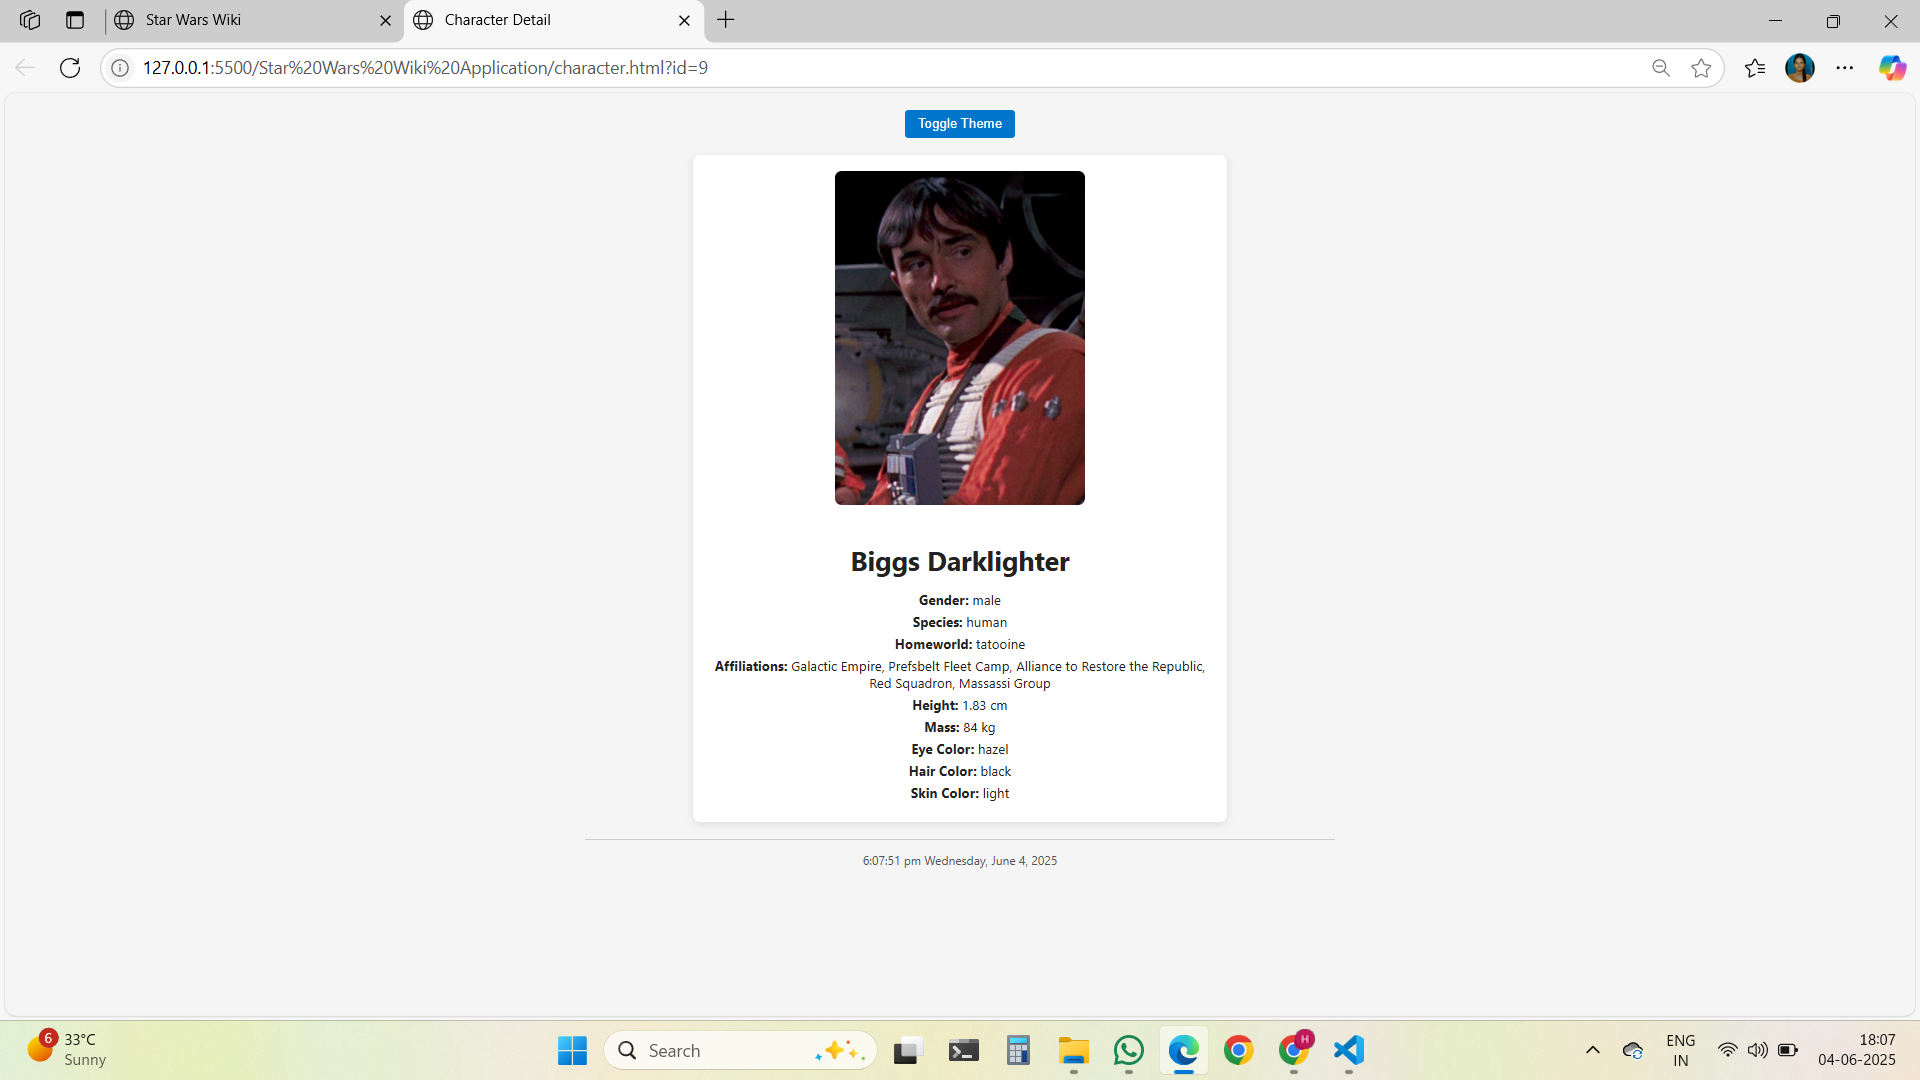 Star Wars Wiki
Character Detail
127.0.0.1:5500/Star%20Wars%20Wiki%20Application/character.html?id=9
Toggle Theme
Biggs Darklighter
Gender: male
Species: human
Homeworld: tatooine
Affiliations: Galactic Empire, Prefsbelt Fleet Camp, Alliance to Restore the Republic,
Red Squadron, Massassi Group
Height: 1.83 cm
Mass: 84 kg
Eye Color: hazel
Hair Color: black
Skin Color: light
6:07:51 pm Wednesday, June 4, 2025
6
33°C
Sunny
Search
H
ENG
IN
18:07
04-06-2025